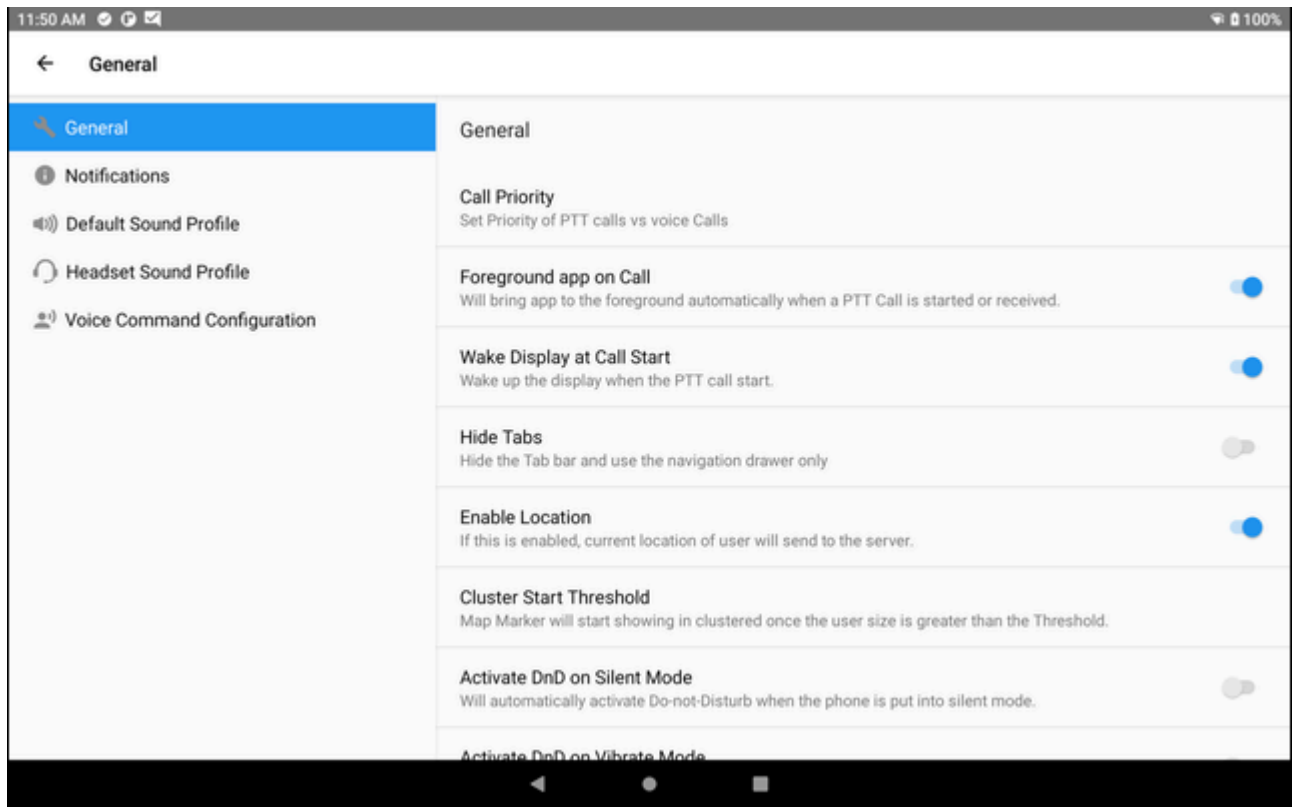 11:50 AM
100%
General
General
Notifications
Default Sound Profile
Headset Sound Profile
Voice Command Configuration
General
Call Priority
Set Priority of PTT calls vs voice Calls
Foreground app on Call
Will bring app to the foreground automatically when a PTT Call is started or received.
Wake Display at Call Start
Wake up the display when the PTT call start.
Hide Tabs
Hide the Tab bar and use the navigation drawer only
Enable Location
If this is enabled, current location of user will send to the server.
Cluster Start Threshold
Map Marker will start showing in clustered once the user size is greater than the Threshold.
Activate DnD on Silent Mode
Will automatically activate Do-not-Disturb when the phone is put into silent mode.
Activate DnD on Vibrate Mode